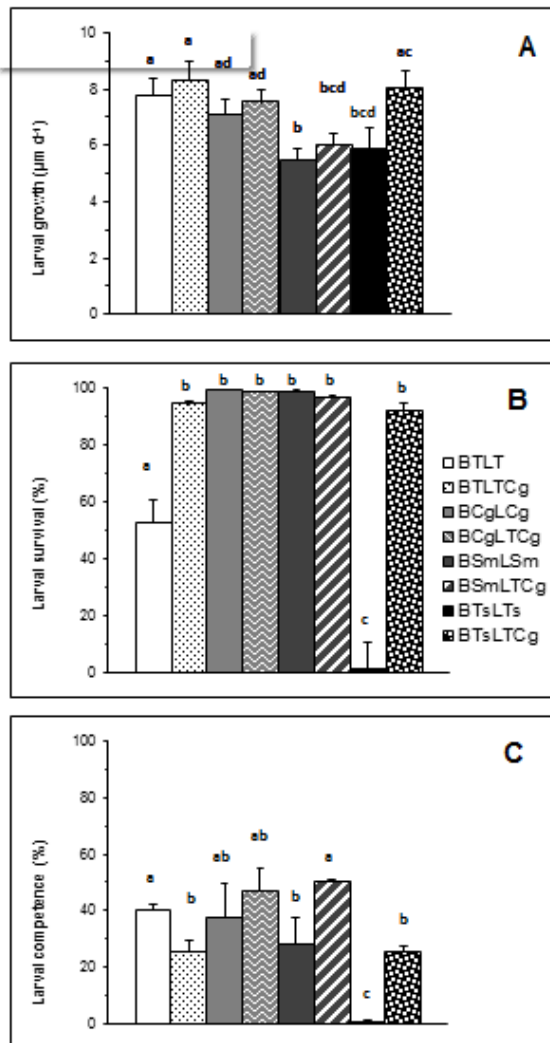 A
10
8
6
4
2
0
Larval growth (µm d⁻¹)
a a ad ad b bcd bcd ac
B
100
80
60
40
20
0
Larval survival (%)
a b b b b b c b
BTLT
BTLTCg
BCgLCg
BCgLTCg
BSmLSm
BSmLTCg
BTsLTs
BTsLTCg
C
100
80
60
40
20
0
Larval competence (%)
a b ab ab b a c b